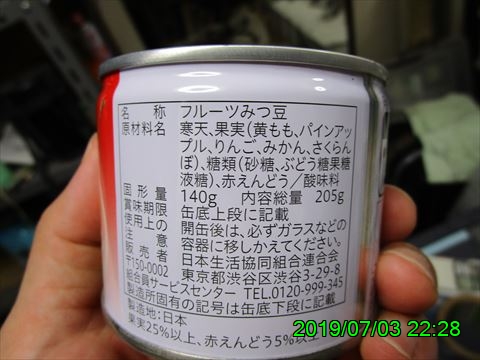 名称 フルーツみつ豆
原材料名 寒天、果実(黄もも、パインアッ
プル、りんご、みかん、さくらん
ぼ)、糖類(砂糖、ぶどう糖果糖
液糖)、赤えんどう/酸味料
固形量 140g 内容総量 205g
賞味期限 缶底上段に記載
使用上の 開缶後は、必ずガラスなどの
注意 容器に移しかえてください。
販売者 日本生活協同組合連合会
〒150-0002 東京都渋谷区渋谷3-29-8
組合員サービスセンター TEL.0120-999-345
製造所固有の記号は缶底下段に記載
製造地:日本
果実25%以上、赤えんどう5%以上
2019/07/03 22:28